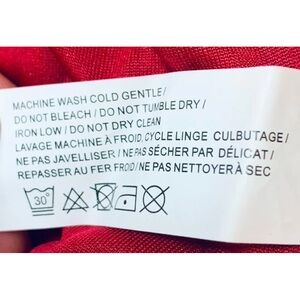 MACHINE WASH COLD GENTLE/
DO NOT BLEACH / DO NOT TUMBLE DRY /
IRON LOW / DO NOT DRY CLEAN
LAVAGE MACHINE À FROID, CYCLE LINGE CULBUTAGE /
NE PAS JAVELLISER / NE PAS SÉCHER PAR DÉLICAT /
REPASSER AU FER FROID / NE PAS NETTOYER À SEC
30°